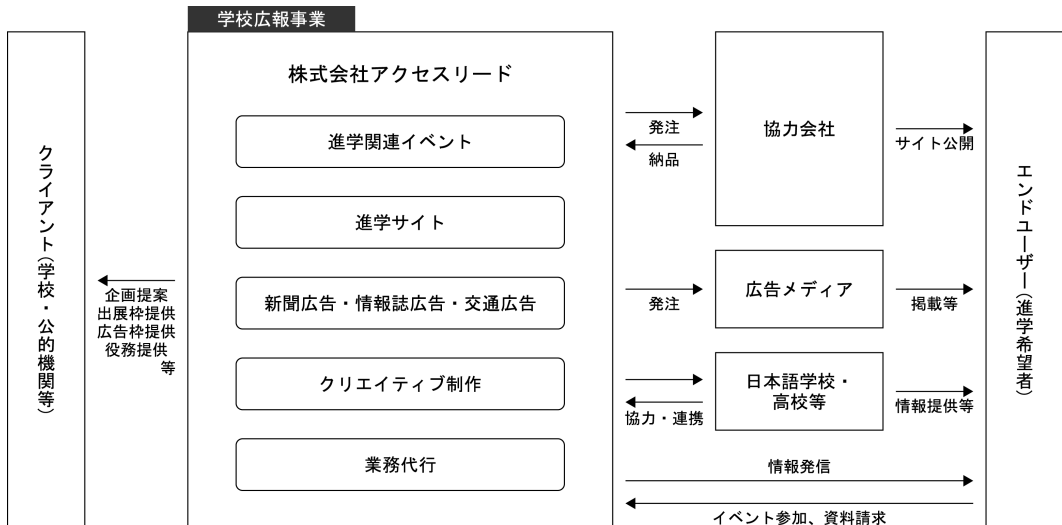 学校広報事業
クライアント(学校・公的機関等)
企画提案
出展枠提供
広告枠提供
役務提供
等
株式会社アクセスリード
進学関連イベント
進学サイト
新聞広告・情報誌広告・交通広告
クリエイティブ制作
業務代行
発注
納品
発注
協力・連携
協力会社
広告メディア
日本語学校・
高校等
サイト公開
掲載等
情報提供等
情報発信
イベント参加、資料請求
エンドユーザー(進学希望者)